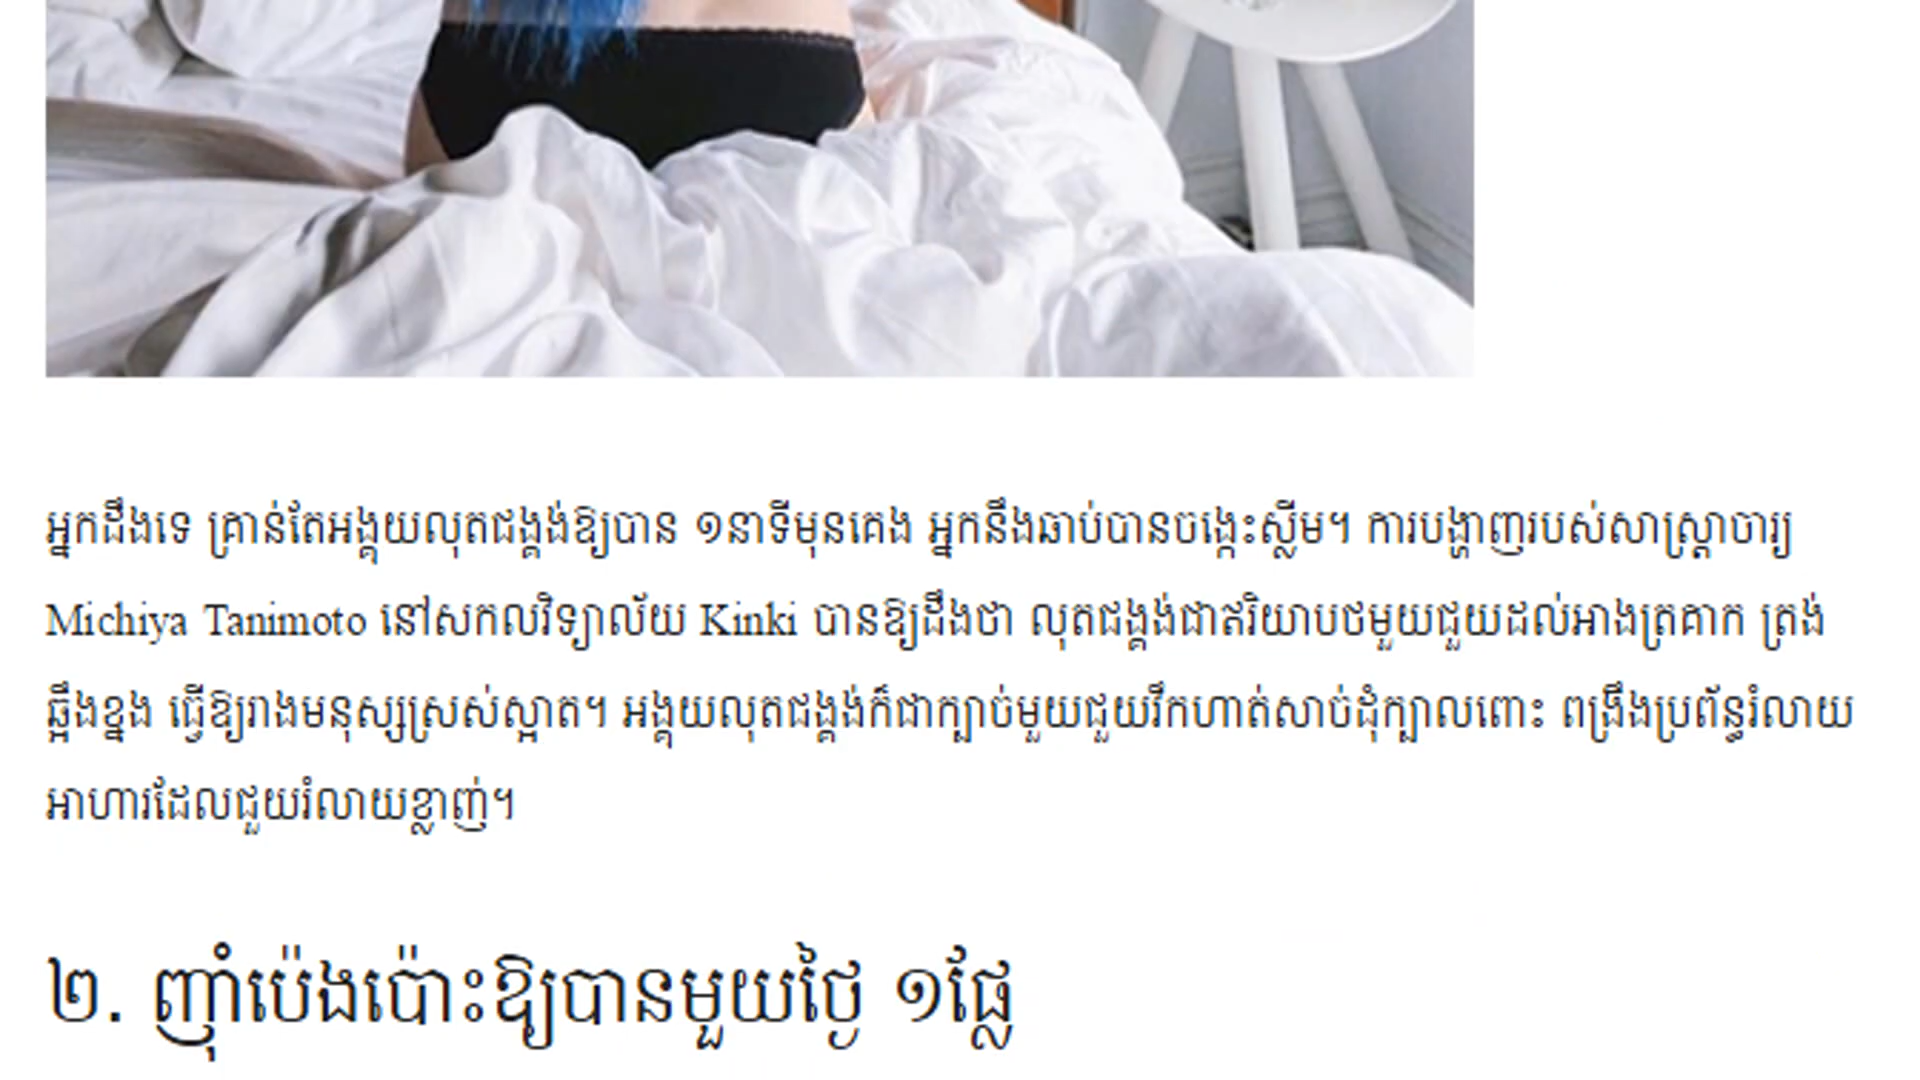 អ្នកដឹងទេ គ្រាន់តែអង្គុយលុតជង្គង់ឱ្យបាន ១នាទីមុនគេង អ្នកនឹងឆាប់បានចង្កេះស្លីម។ ការបង្ហាញរបស់សាស្ត្រាចារ្យ
Michiya Tanimoto នៅសកលវិទ្យាល័យ Kinki បានឱ្យដឹងថា លុតជង្គង់ជាឥរិយាបថមួយជួយដល់អាងត្រគាក ត្រង់
ឆ្អឹងខ្នង ធ្វើឱ្យរាងមនុស្សស្រស់ស្អាត។ អង្គុយលុតជង្គង់ក៏ជាក្បាច់មួយជួយវឹកហាត់សាច់ដុំក្បាលពោះ ពង្រឹងប្រព័ន្ធរំលាយ
អាហារដែលជួយរំលាយខ្លាញ់។
២. ញ៉ាំប៉េងប៉ោះឱ្យបានមួយថ្ងៃ ១ផ្លែ